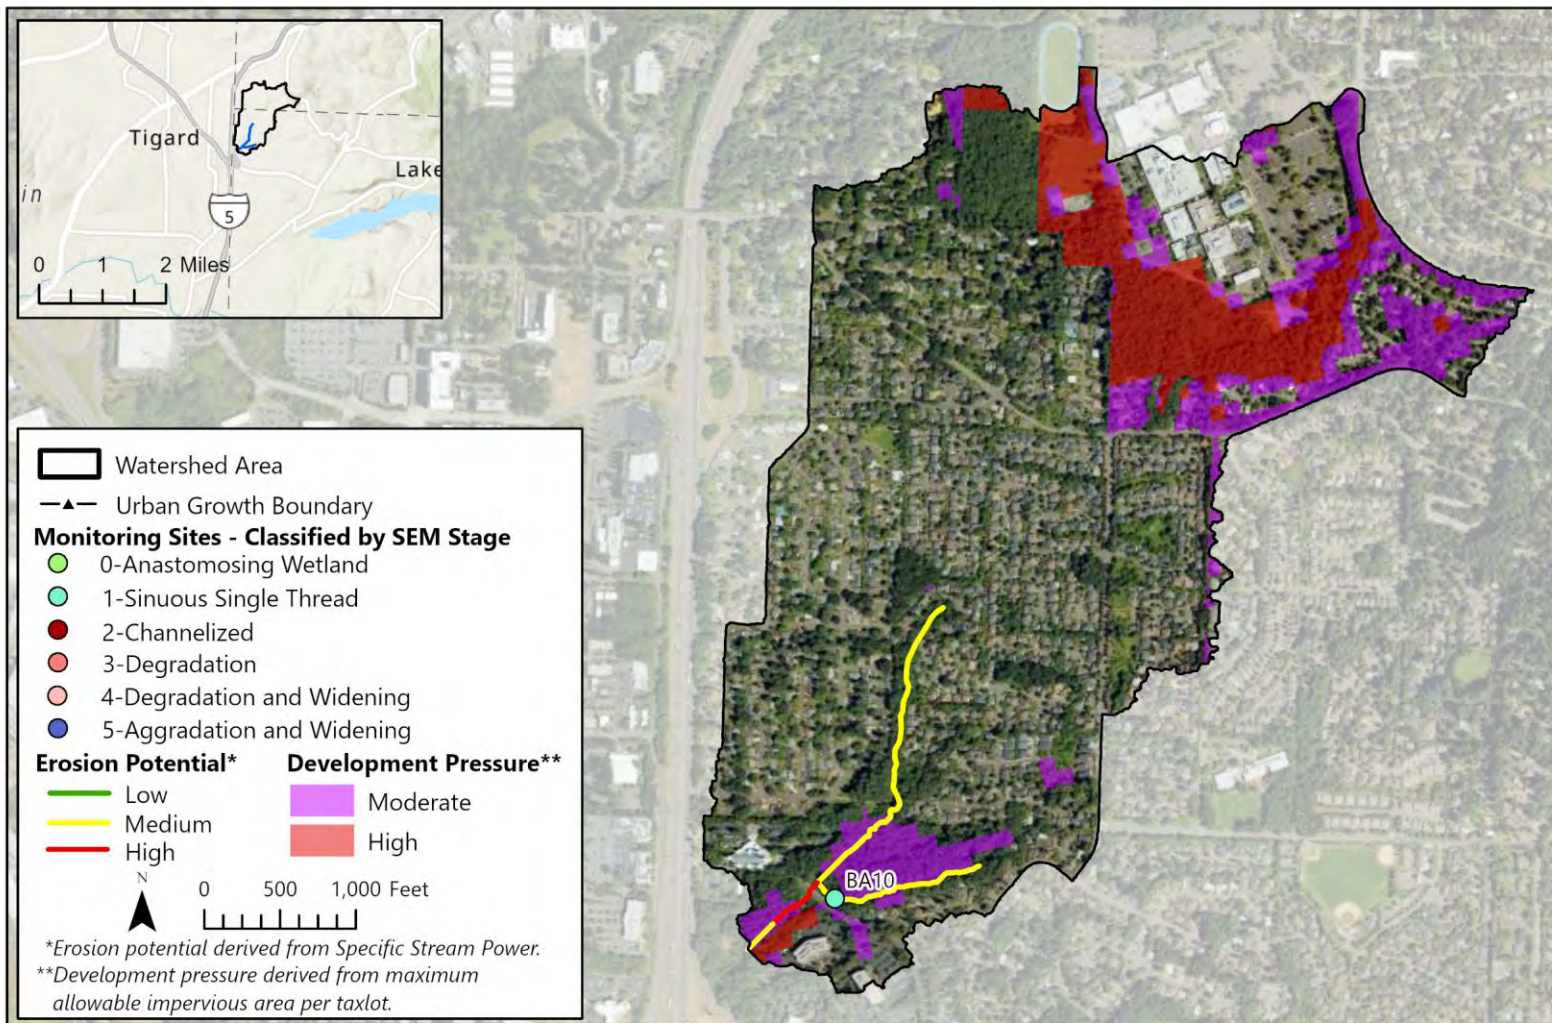 Tigard
Lake
in
5
0 1 2 Miles
Watershed Area
Urban Growth Boundary
Monitoring Sites - Classified by SEM Stage
0-Anastomosing Wetland
1-Sinuous Single Thread
2-Channelized
3-Degradation
4-Degradation and Widening
5-Aggradation and Widening
Erosion Potential* Development Pressure**
Low
Moderate
Medium
High
High
N
0 500 1,000 Feet
*Erosion potential derived from Specific Stream Power.
**Development pressure derived from maximum
allowable impervious area per taxlot.
BA10